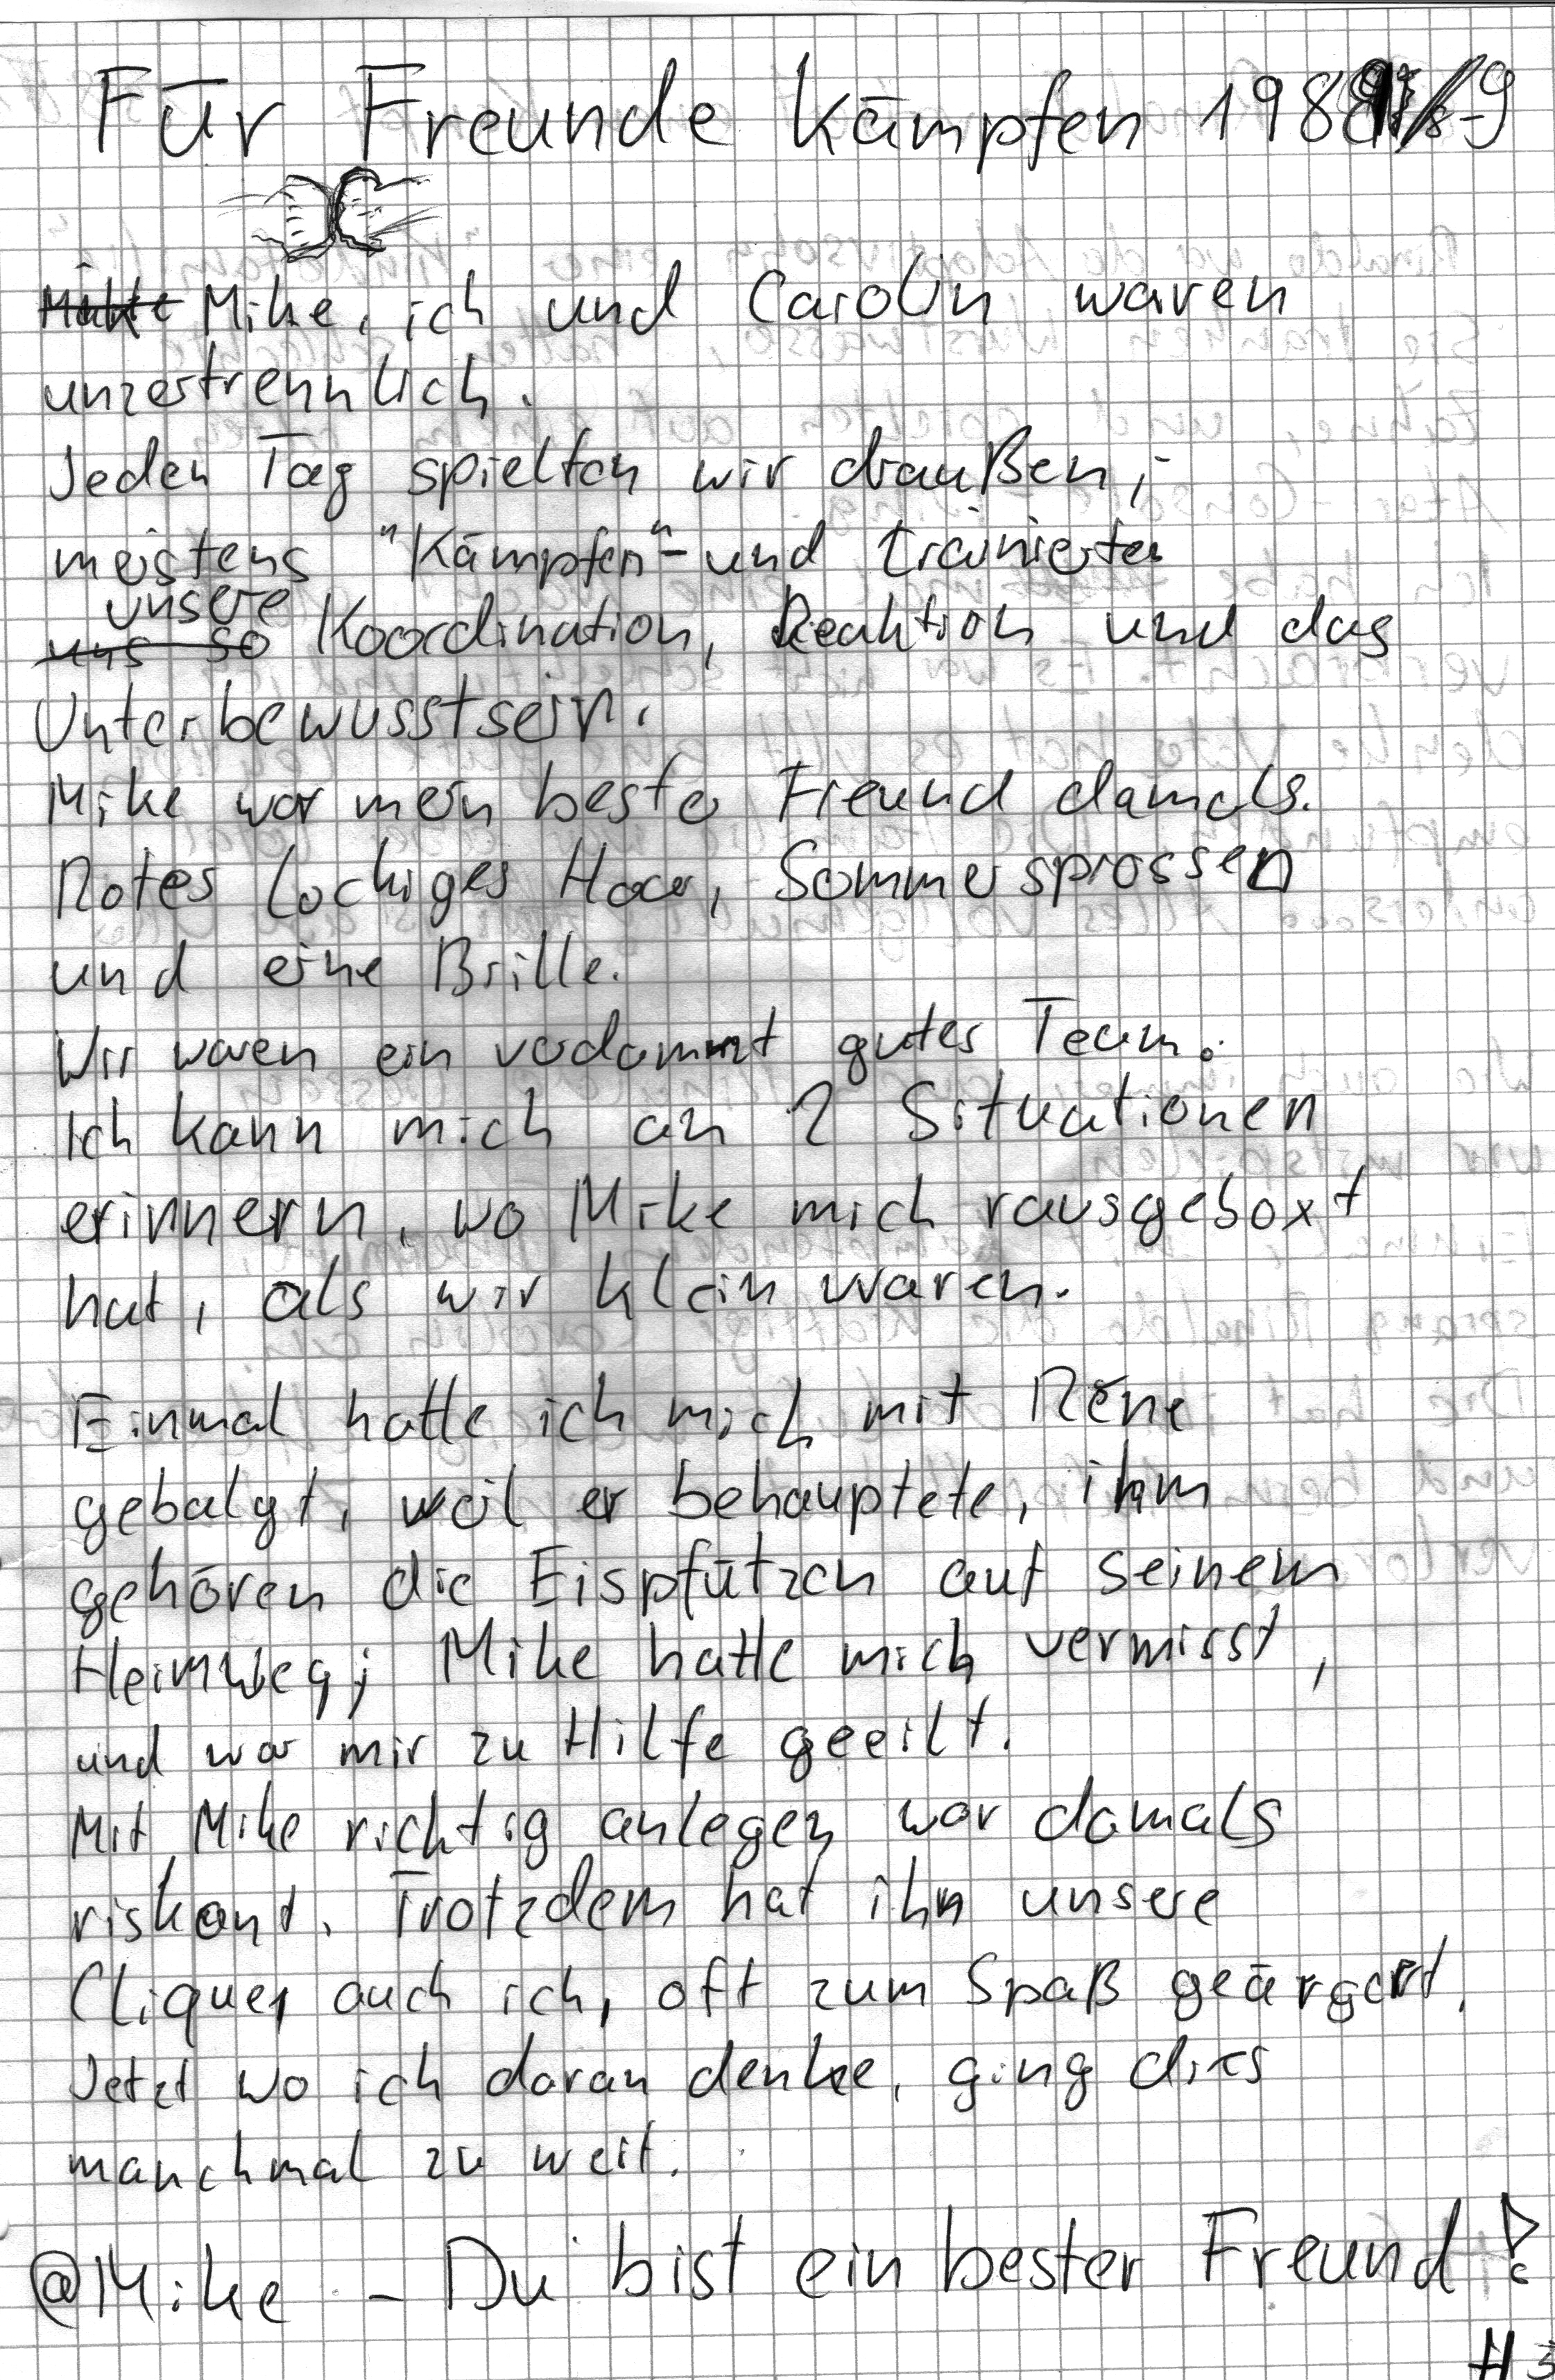 Für Freunde Kämpfen 1988-9
Mike, ich und Carolin waren
unzertrennlich.
Jeden Tag spielten wir draußen,-
meistens "Kämpfen"- und trainierten
unsere
uns so Koordination, Reaktion und das
Unterbewusstsein.
Mike war mein bester Freund damals.
Rotes lockiges Haar, Sommersprossen
und eine Brille.
Wir waren ein verdammt gutes Team.
Ich kann mich an 2 Situationen
erinnern, wo Mike mich rausgeboxt
hat, als wir klein waren.
Einmal hatte ich mich mit Réne
gebalgt, weil er behauptete, ihm
gehören die Eispfützen auf seinem
Heimweg; Mike hatte mich vermisst,
und war mir zu Hilfe geeilt.
Mit Mike richtig anlegen war damals
riskant. Trotzdem hat ihn unsere
Clique, auch ich, oft zum Spaß geärgert.
Jetzt wo ich daran denke, ging dies
manchmal zu weit.
@Mike - Du bist ein bester Freund!